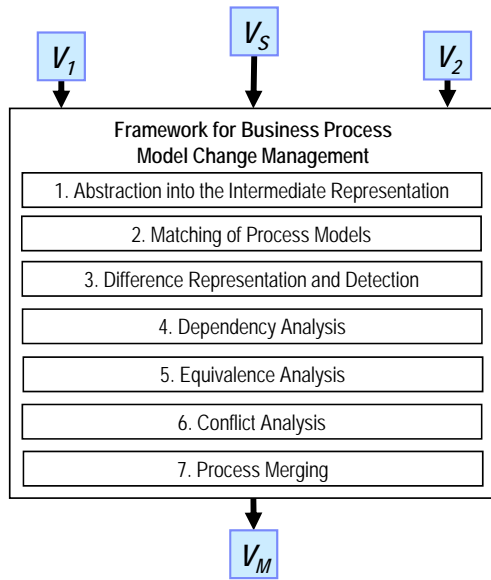 V1
VS
V2
Framework for Business Process
Model Change Management
1. Abstraction into the Intermediate Representation
2. Matching of Process Models
3. Difference Representation and Detection
4. Dependency Analysis
5. Equivalence Analysis
6. Conflict Analysis
7. Process Merging
VM